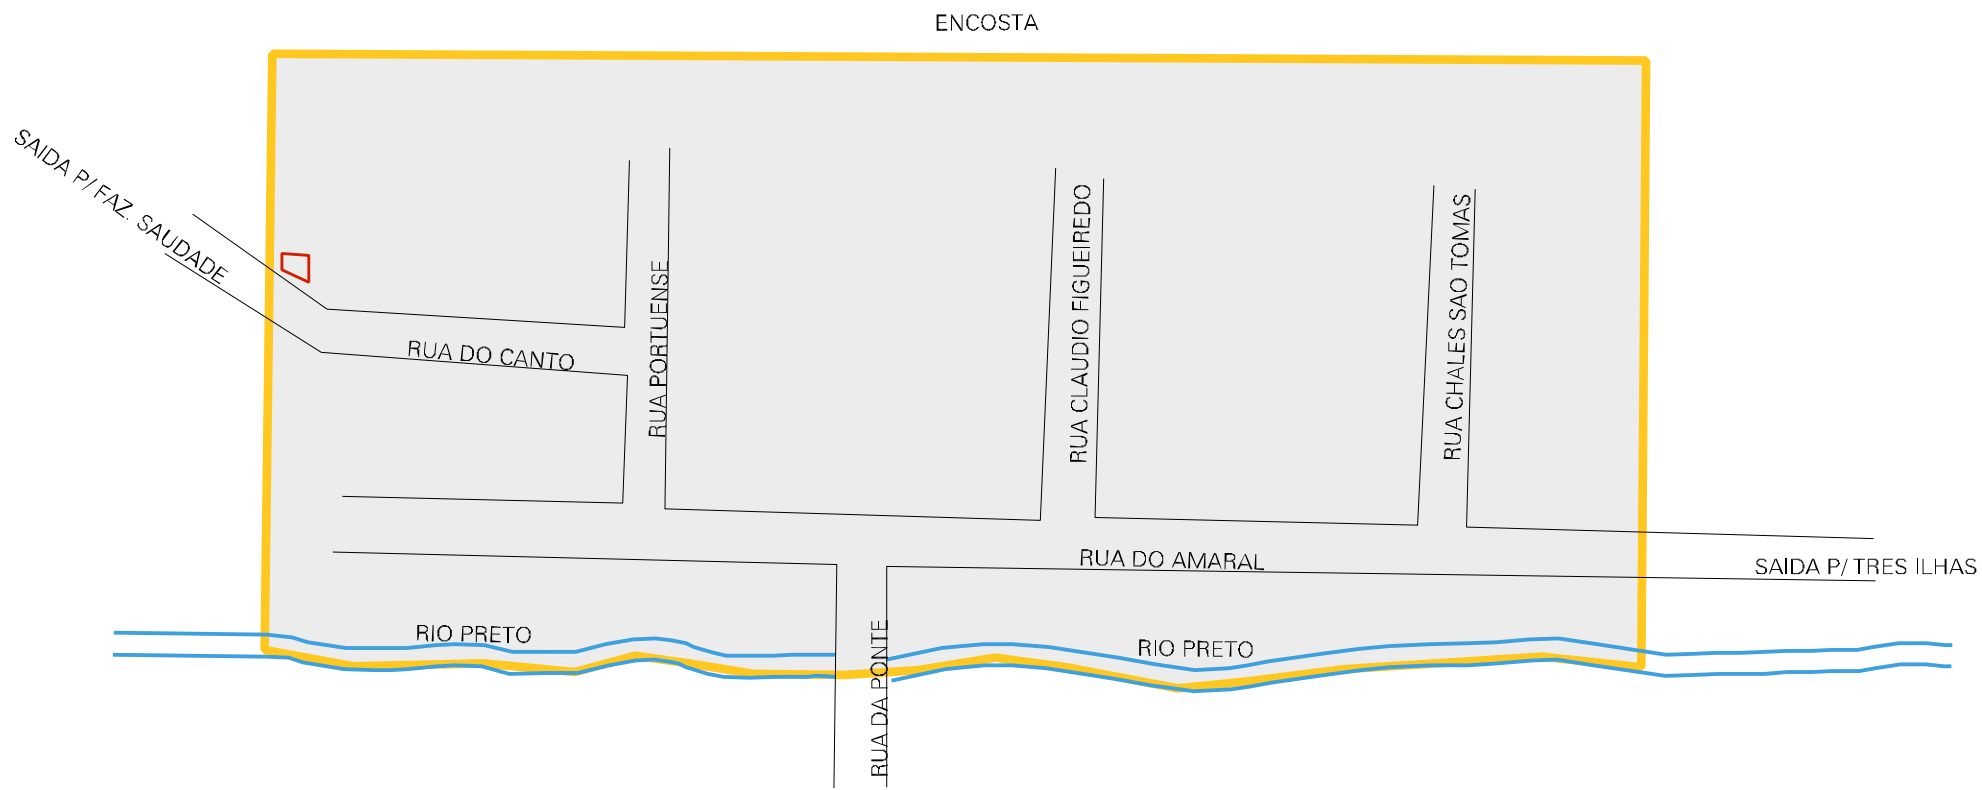 ENCOSTA
SAIDA P/ FAZ. SAUDADE
RUA DO CANTO
RUA PORTUENSE
RUA CLAUDIO FIGUEIREDO
RUA CHALES SAO TOMAS
RUA DO AMARAL
SAIDA P/ TRES ILHAS
RIO PRETO
RIO PRETO
RUA DA PONTE